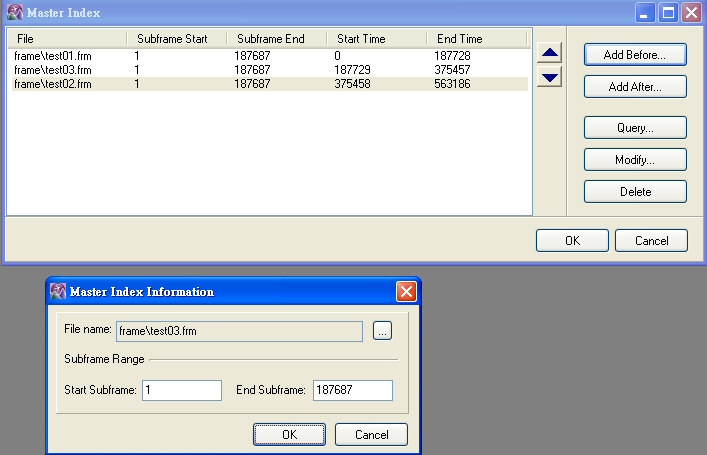 Master Index
File Subframe Start Subframe End Start Time End Time
frame\test01.frm 1 187687 0 187728
frame\test03.frm 1 187687 187729 375457
frame\test02.frm 1 187687 375458 563186
Add Before...
Add After...
Query...
Modify...
Delete
OK Cancel
Master Index Information
File name: frame\test03.frm ...
Subframe Range
Start Subframe: 1 End Subframe: 187687
OK Cancel